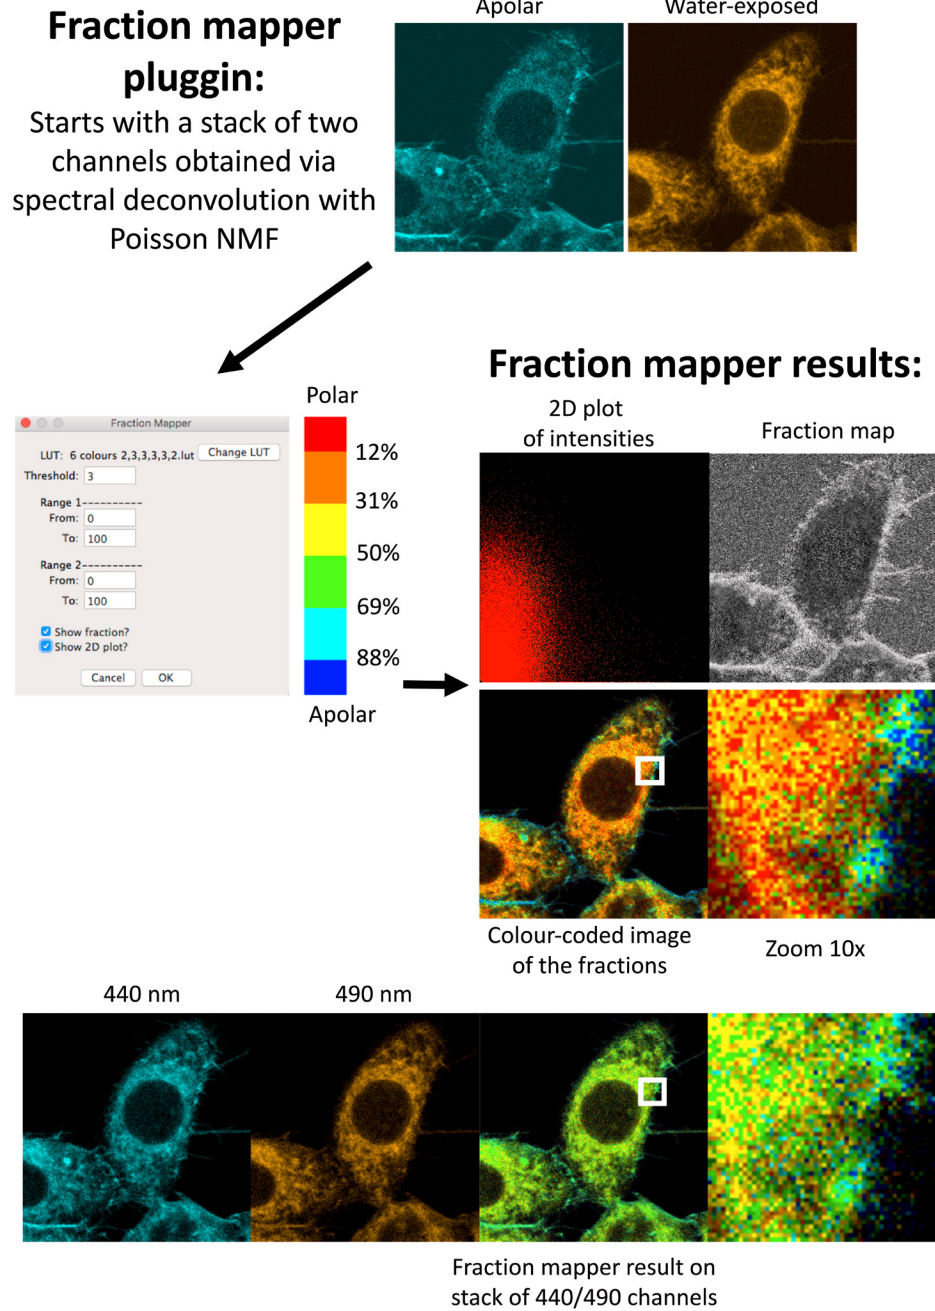 Fraction mapper
pluggin:
Starts with a stack of two
channels obtained via
spectral deconvolution with
Poisson NMF
Apolar
Water-exposed
Fraction Mapper
LUT: 6 colours 2,3,3,3,3,2.lut
Change LUT
Threshold: 3
Range 1----------
From: 0
To: 100
Range 2----------
From: 0
To: 100
Show fraction?
Show 2D plot?
Cancel
OK
Polar
12%
31%
50%
69%
88%
Apolar
Fraction mapper results:
2D plot
of intensities
Fraction map
Colour-coded image
of the fractions
Zoom 10x
440 nm
490 nm
Fraction mapper result on
stack of 440/490 channels